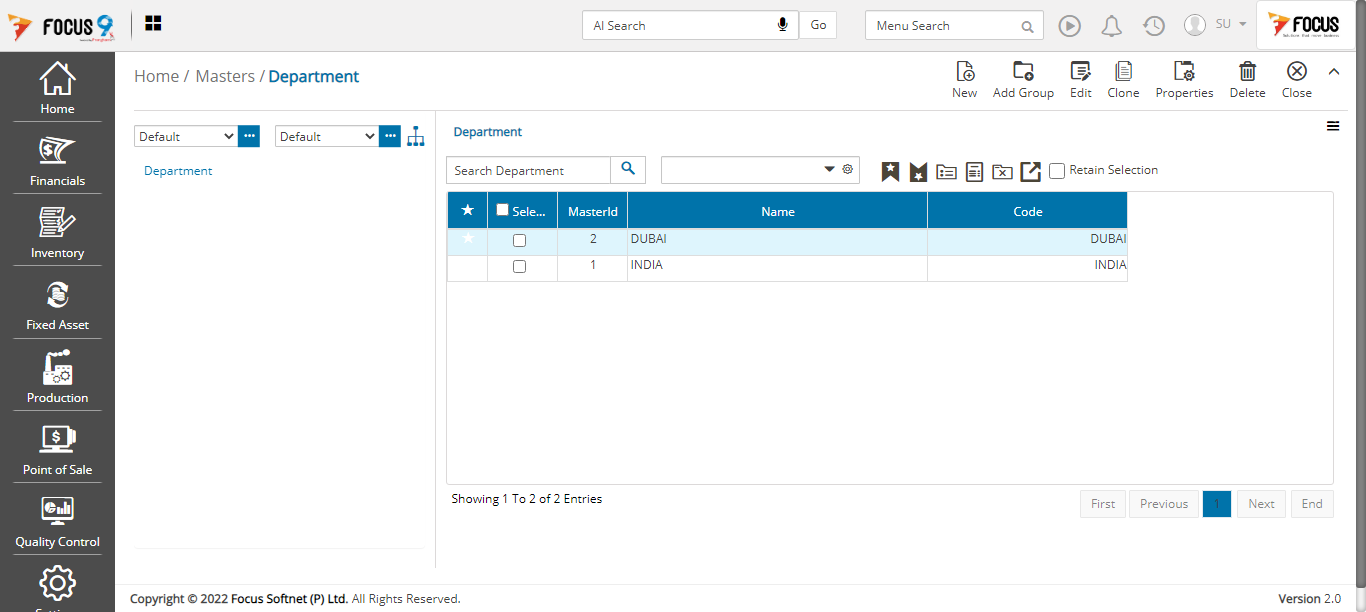 FOCUS 9
AI Search
Go
Menu Search
SU
FOCUS
Home
Financials
Inventory
Fixed Asset
Production
Point of Sale
Quality Control
Home / Masters / Department
New
Add Group
Edit
Clone
Properties
Delete
Close
Default
Default
Department
Department
Search Department
Retain Selection
Sele... MasterId Name Code
2 DUBAI DUBAI
1 INDIA INDIA
Showing 1 To 2 of 2 Entries
First Previous 1 Next End
Copyright © 2022 Focus Softnet (P) Ltd. All Rights Reserved.
Version 2.0